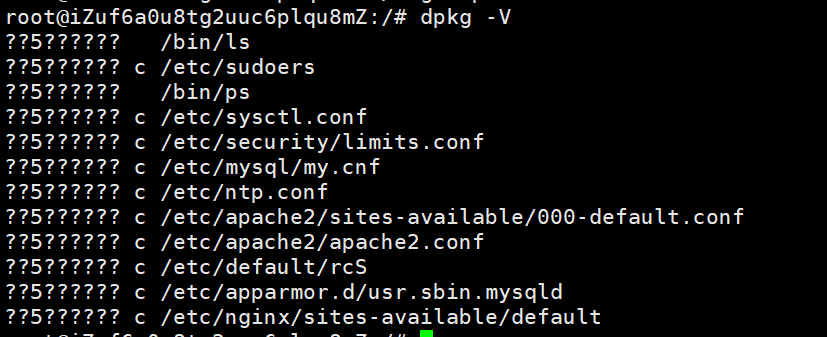 root@iZuf6a0u8tg2uuc6plqu8mZ:/# dpkg -V
??5??????   /bin/ls
??5?????? c /etc/sudoers
??5??????   /bin/ps
??5?????? c /etc/sysctl.conf
??5?????? c /etc/security/limits.conf
??5?????? c /etc/mysql/my.cnf
??5?????? c /etc/ntp.conf
??5?????? c /etc/apache2/sites-available/000-default.conf
??5?????? c /etc/apache2/apache2.conf
??5?????? c /etc/default/rcS
??5?????? c /etc/apparmor.d/usr.sbin.mysqld
??5?????? c /etc/nginx/sites-available/default
root@iZuf6a0u8tg2uuc6plqu8mZ:/#